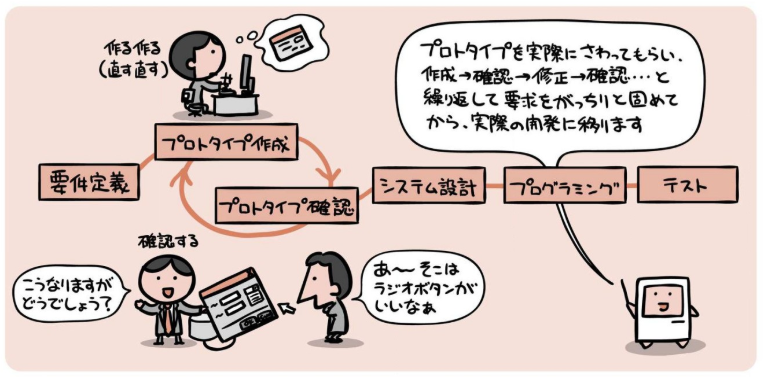 作る作る
(直す直す)
プロトタイプを実際にさわってもらい、
作成→確認→修正→確認…と
繰り返して要求をがっちりと固めて
から、実際の開発に移ります
プロトタイプ作成
要件定義
プロトタイプ確認
システム設計
プログラミング
テスト
確認する
こうなりますが
どうでしょう?
あ〜そこは
ラジオボタンが
いいなぁ